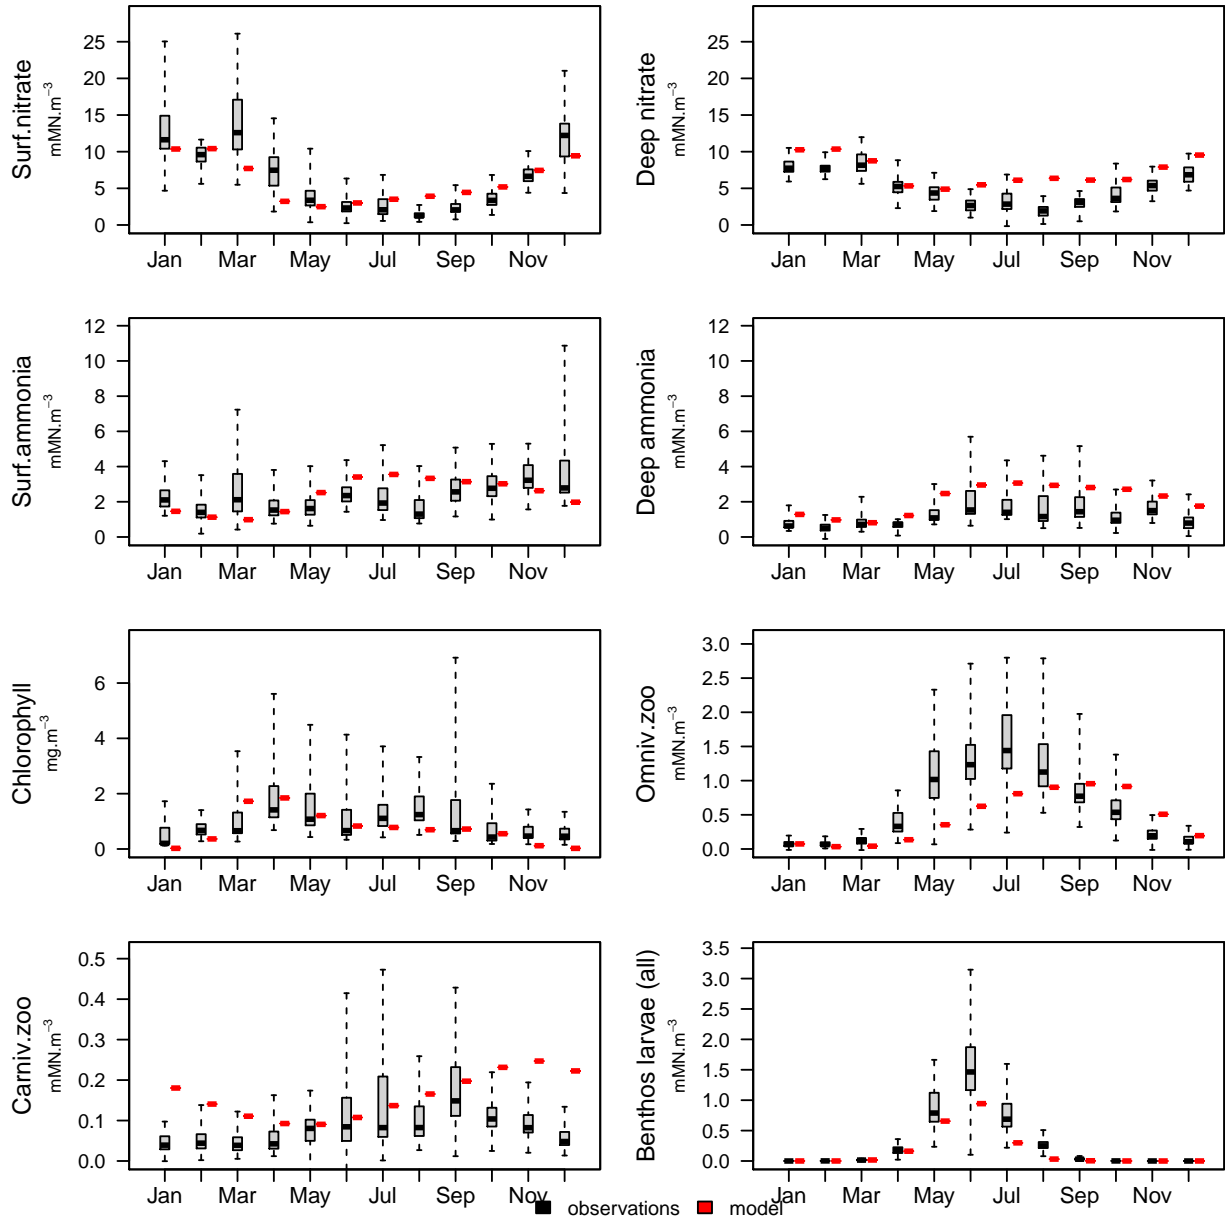 Surf.nitrate
mMN.m⁻³
25
20
15
10
5
0
Jan Mar May Jul Sep Nov
Deep nitrate
mMN.m⁻³
25
20
15
10
5
0
Jan Mar May Jul Sep Nov
Surf.ammonia
mMN.m⁻³
12
10
8
6
4
2
0
Jan Mar May Jul Sep Nov
Deep ammonia
mMN.m⁻³
12
10
8
6
4
2
0
Jan Mar May Jul Sep Nov
Chlorophyll
mg.m⁻³
6
4
2
0
Jan Mar May Jul Sep Nov
Omniv.zoo
mMN.m⁻³
3.0
2.5
2.0
1.5
1.0
0.5
0.0
Jan Mar May Jul Sep Nov
Carniv.zoo
mMN.m⁻³
0.5
0.4
0.3
0.2
0.1
0.0
Jan Mar May Jul Sep Nov
Benthos larvae (all)
mMN.m⁻³
3.5
3.0
2.5
2.0
1.5
1.0
0.5
0.0
Jan Mar May Jul Sep Nov
observations model